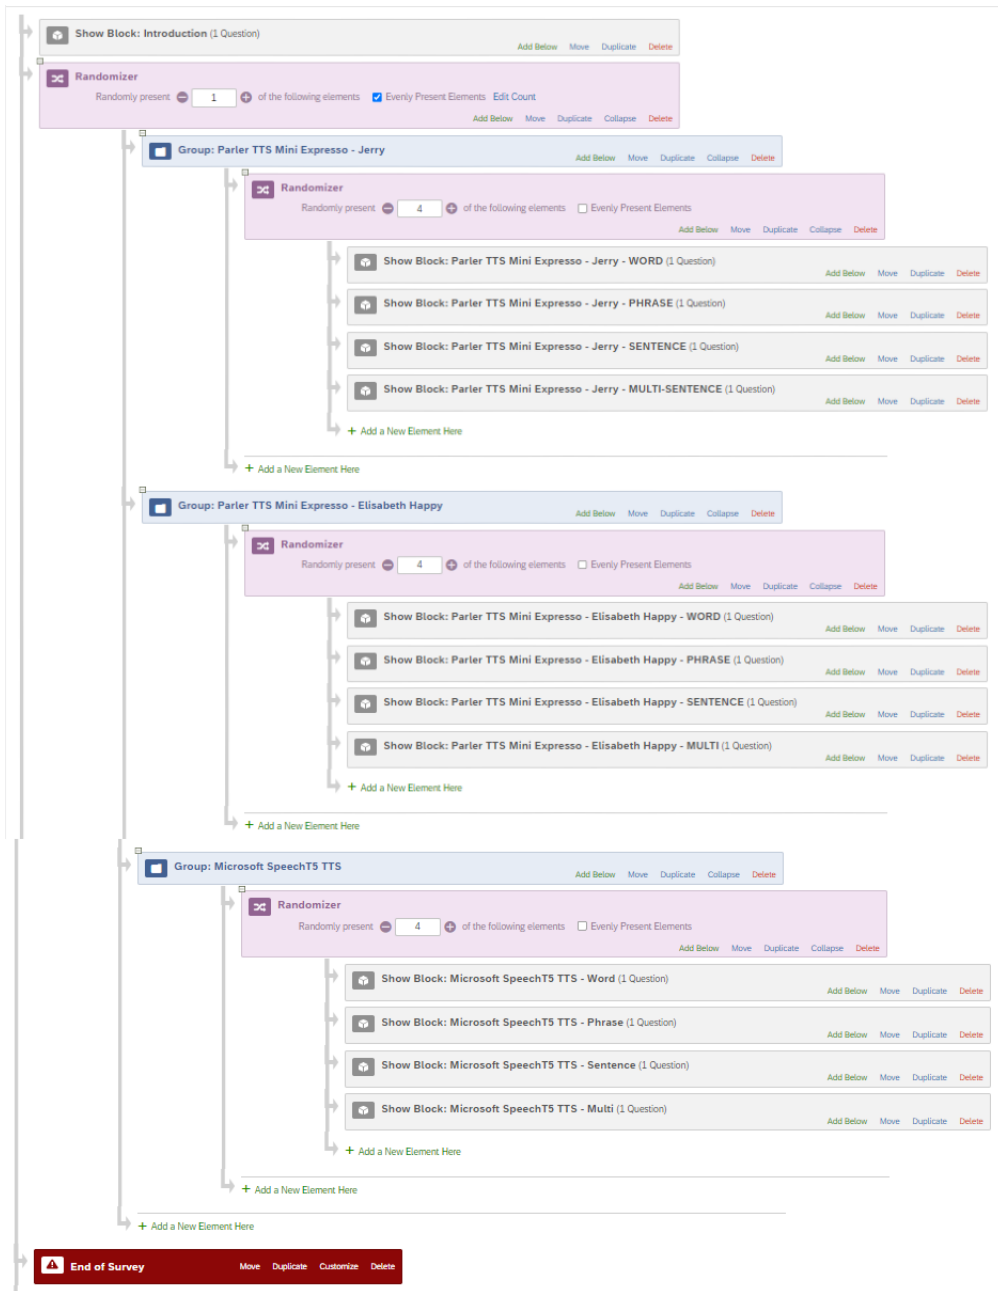 Show Block: Introduction (1 Question)
Add Below Move Duplicate Delete
Randomizer
Randomly present 1 of the following elements Evenly Present Elements Edit Count
Add Below Move Duplicate Collapse Delete
Group: Parler TTS Mini Expresso - Jerry
Add Below Move Duplicate Collapse Delete
Randomizer
Randomly present 4 of the following elements Evenly Present Elements
Add Below Move Duplicate Collapse Delete
Show Block: Parler TTS Mini Expresso - Jerry - WORD (1 Question)
Add Below Move Duplicate Delete
Show Block: Parler TTS Mini Expresso - Jerry - PHRASE (1 Question)
Add Below Move Duplicate Delete
Show Block: Parler TTS Mini Expresso - Jerry - SENTENCE (1 Question)
Add Below Move Duplicate Delete
Show Block: Parler TTS Mini Expresso - Jerry - MULTI-SENTENCE (1 Question)
Add Below Move Duplicate Delete
+ Add a New Element Here
+ Add a New Element Here
Group: Parler TTS Mini Expresso - Elisabeth Happy
Add Below Move Duplicate Collapse Delete
Randomizer
Randomly present 4 of the following elements Evenly Present Elements
Add Below Move Duplicate Collapse Delete
Show Block: Parler TTS Mini Expresso - Elisabeth Happy - WORD (1 Question)
Add Below Move Duplicate Delete
Show Block: Parler TTS Mini Expresso - Elisabeth Happy - PHRASE (1 Question)
Add Below Move Duplicate Delete
Show Block: Parler TTS Mini Expresso - Elisabeth Happy - SENTENCE (1 Question)
Add Below Move Duplicate Delete
Show Block: Parler TTS Mini Expresso - Elisabeth Happy - MULTI (1 Question)
Add Below Move Duplicate Delete
+ Add a New Element Here
+ Add a New Element Here
Group: Microsoft SpeechT5 TTS
Add Below Move Duplicate Collapse Delete
Randomizer
Randomly present 4 of the following elements Evenly Present Elements
Add Below Move Duplicate Collapse Delete
Show Block: Microsoft SpeechT5 TTS - Word (1 Question)
Add Below Move Duplicate Delete
Show Block: Microsoft SpeechT5 TTS - Phrase (1 Question)
Add Below Move Duplicate Delete
Show Block: Microsoft SpeechT5 TTS - Sentence (1 Question)
Add Below Move Duplicate Delete
Show Block: Microsoft SpeechT5 TTS - Multi (1 Question)
Add Below Move Duplicate Delete
+ Add a New Element Here
+ Add a New Element Here
+ Add a New Element Here
End of Survey Move Duplicate Customize Delete